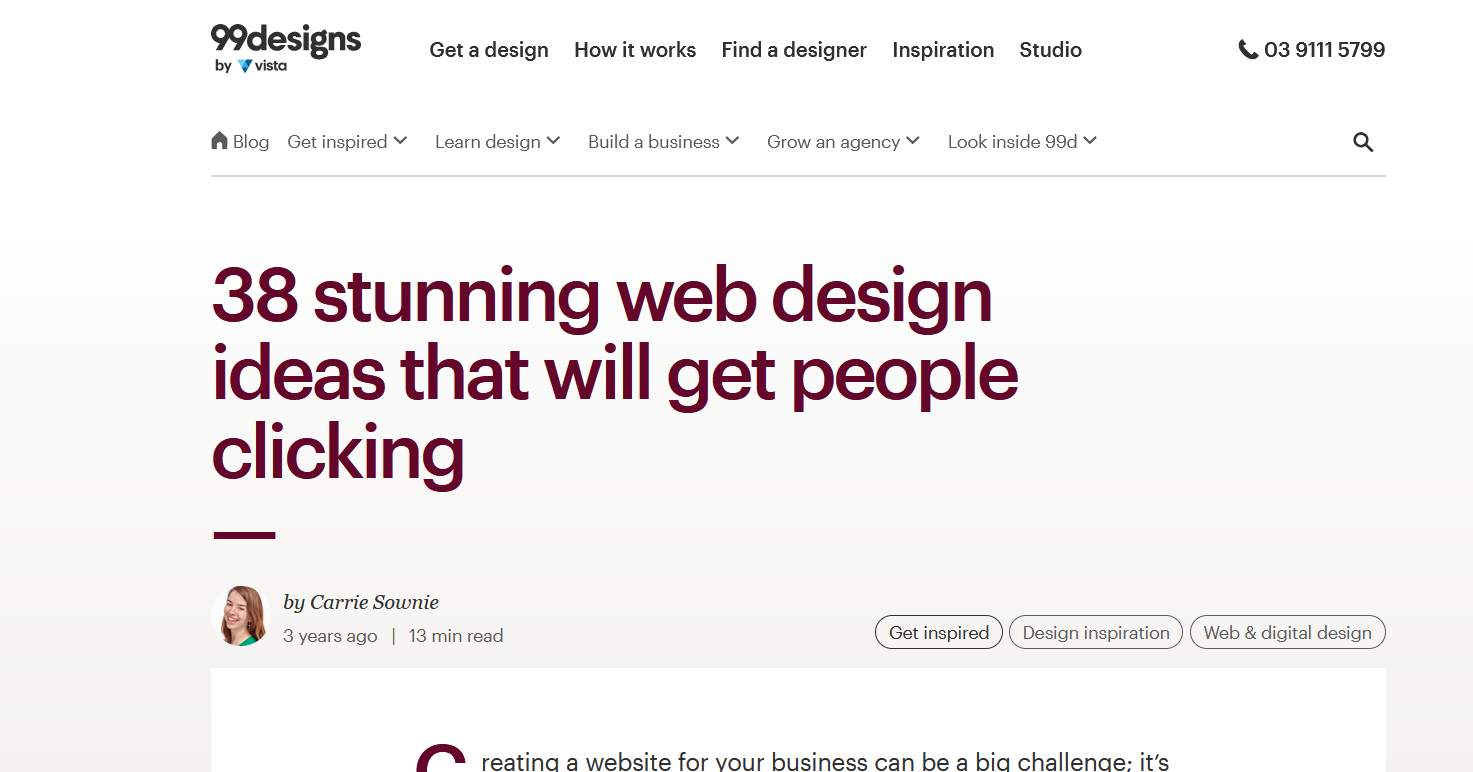 99designs
by vista
Get a design How it works Find a designer Inspiration Studio
03 9111 5799
Blog Get inspired Learn design Build a business Grow an agency Look inside 99d
38 stunning web design
ideas that will get people
clicking
by Carrie Sownie
3 years ago | 13 min read
Get inspired Design inspiration Web & digital design
Creating a website for your business can be a big challenge; it’s